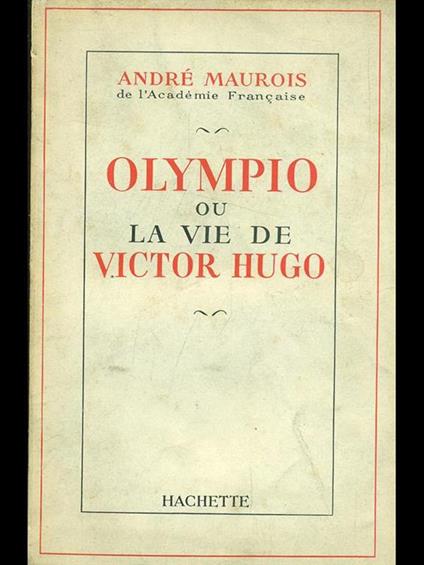 ANDRÉ MAUROIS
de l'Académie Française
OLYMPIO
OU
LA VIE DE
VICTOR HUGO
HACHETTE